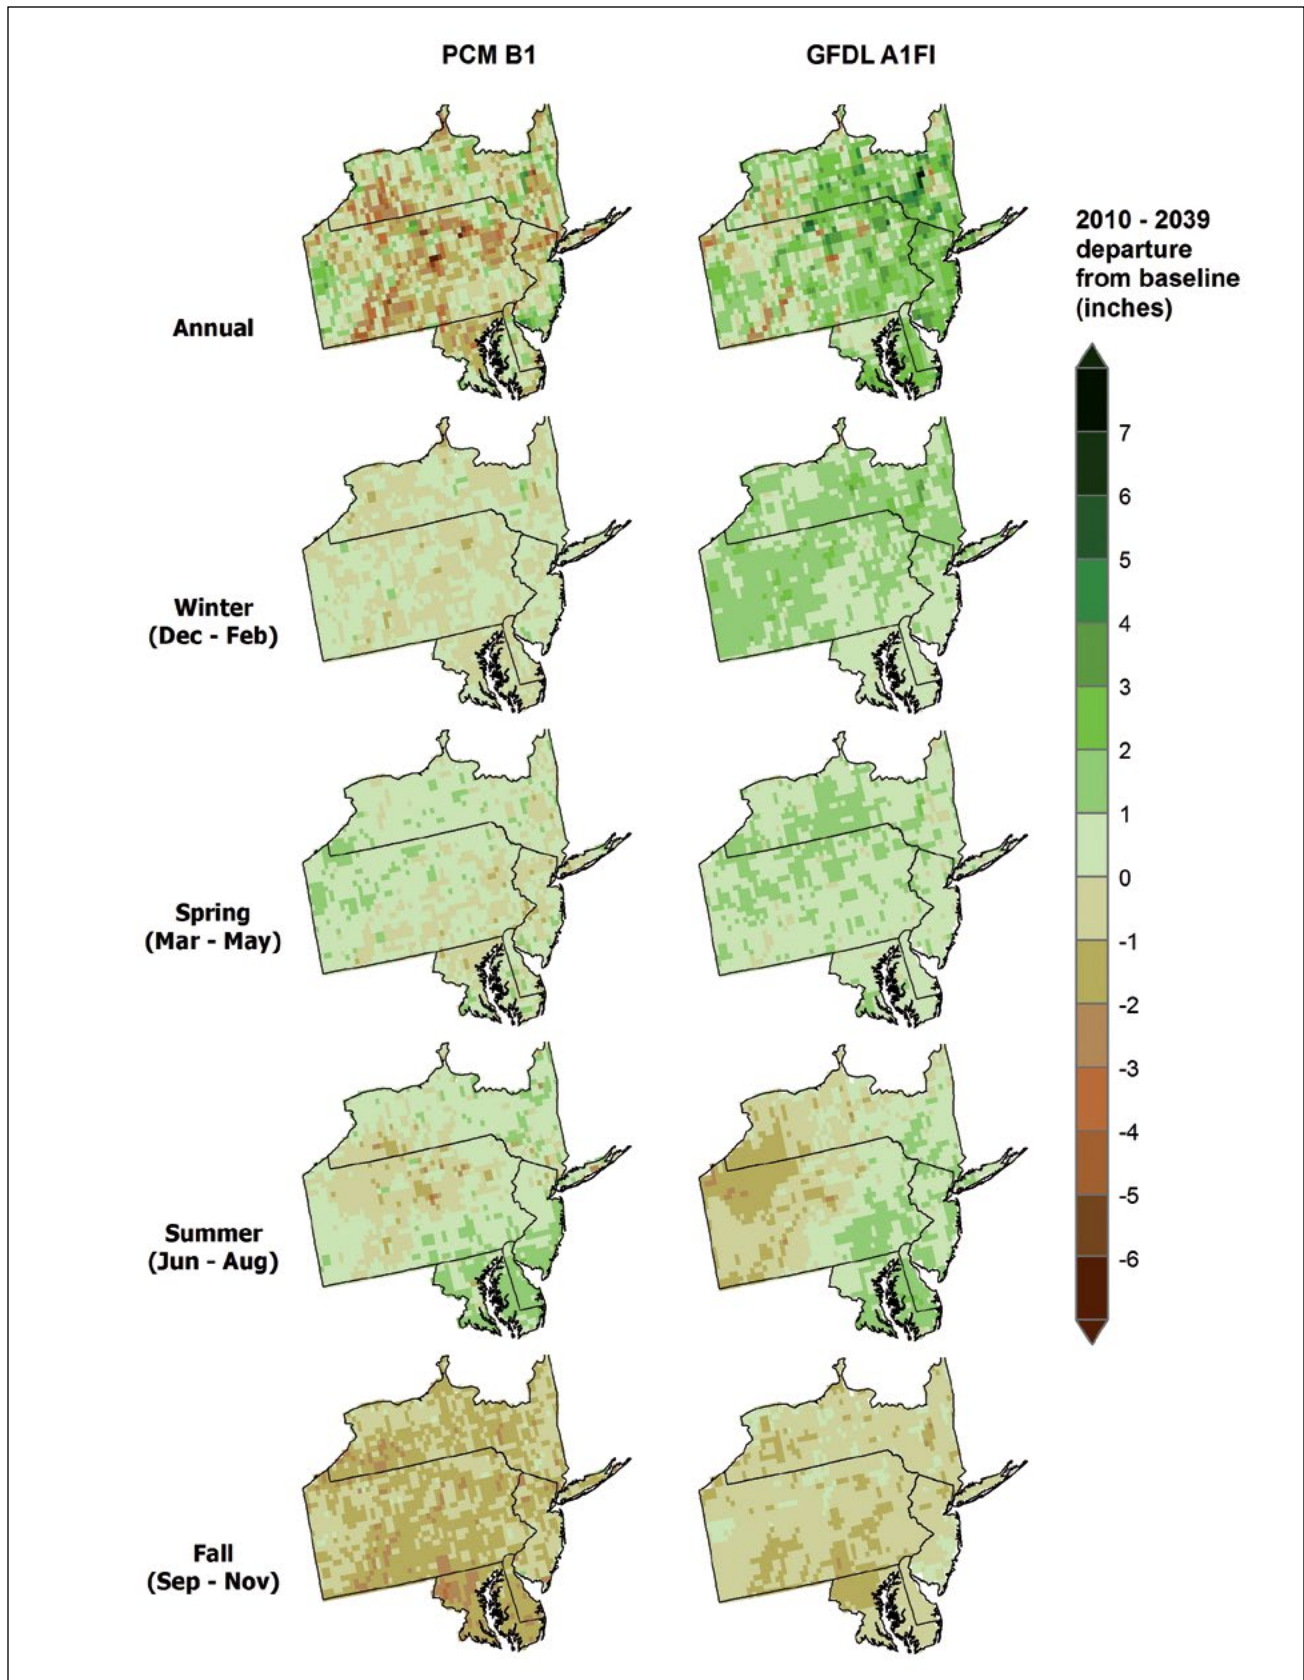 PCM B1
GFDL A1FI
2010 - 2039
departure
from baseline
(inches)
Annual
7
6
5
Winter
(Dec - Feb)
4
3
2
1
0
Spring
(Mar - May)
-1
-2
-3
-4
-5
Summer
(Jun - Aug)
-6
Fall
(Sep - Nov)